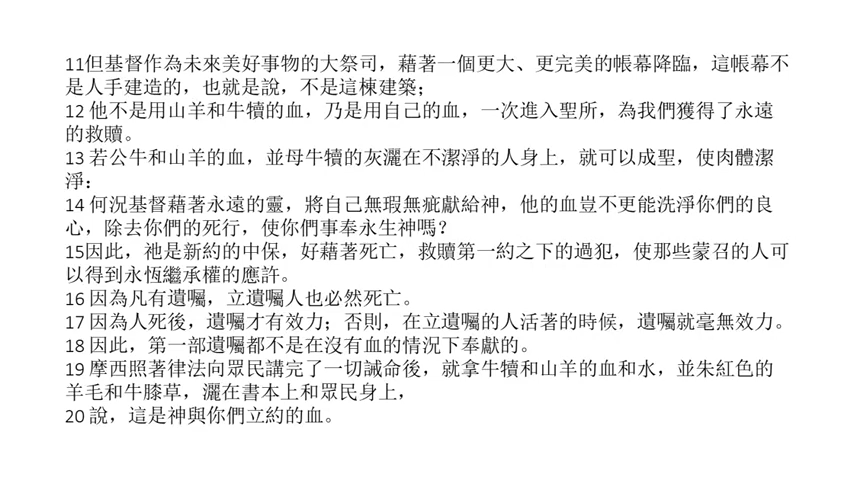 11但基督作為未來美好事物的大祭司，藉著一個更大、更完美的帳幕降臨，這帳幕不
是人手建造的，也就是說，不是這棟建築；
12 他不是用山羊和牛犢的血，乃是用自己的血，一次進入聖所，為我們獲得了永遠
的救贖。
13 若公牛和山羊的血，並母牛犢的灰灑在不潔淨的人身上，就可以成聖，使肉體潔
淨：
14 何況基督藉著永遠的靈，將自己無瑕無疵獻給神，他的血豈不更能洗淨你們的良
心，除去你們的死行，使你們事奉永生神嗎？
15因此，祂是新約的中保，好藉著死亡，救贖第一約之下的過犯，使那些蒙召的人可
以得到永恆繼承權的應許。
16 因為凡有遺囑，立遺囑人也必然死亡。
17 因為人死後，遺囑才有效力；否則，在立遺囑的人活著的時候，遺囑就毫無效力。
18 因此，第一部遺囑都不是在沒有血的情況下奉獻的。
19 摩西照著律法向眾民講完了一切誡命後，就拿牛犢和山羊的血和水，並朱紅色的
羊毛和牛膝草，灑在書本上和眾民身上，
20 說，這是神與你們立約的血。